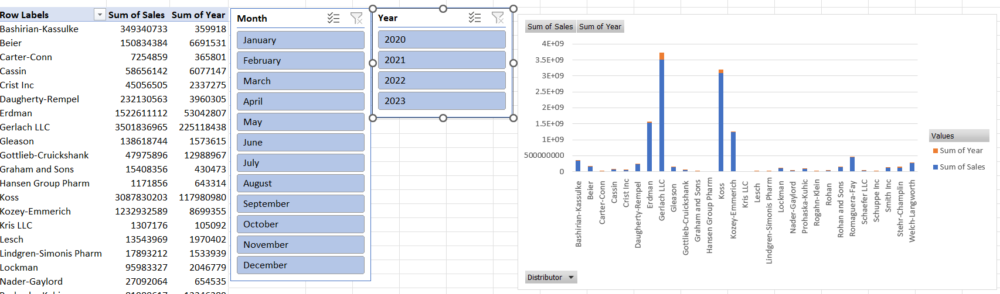 Row Labels Sum of Sales Sum of Year
Bashirian-Kassulke 349340733 359918
Beier 150834384 6691531
Carter-Conn 7254859 365801
Cassin 58656142 6077147
Crist Inc 45056505 2337275
Daugherty-Rempel 232130563 3960305
Erdman 1522611112 53042807
Gerlach LLC 3501836965 225118438
Gleason 138618744 1573615
Gottlieb-Cruickshank 47975896 12988967
Graham and Sons 15408356 430473
Hansen Group Pharm 1171856 643314
Koss 3087830203 117980980
Kozey-Emmerich 1232932589 8699355
Kris LLC 1307176 105092
Lesch 13543969 1970402
Lindgren-Simonis Pharm 17893212 1533939
Lockman 95983327 2046779
Nader-Gaylord 27092064 654535
Month
January
February
March
April
May
June
July
August
September
October
November
December
Year
2020
2021
2022
2023
Sum of Sales Sum of Year
4E+09
3.5E+09
3E+09
2.5E+09
2E+09
1.5E+09
1E+09
500000000
0
Bashirian-Kassulke
Beier
Carter-Conn
Cassin
Crist Inc
Daugherty-Rempel
Erdman
Gerlach LLC
Gleason
Gottlieb-Cruickshank
Graham and Sons
Hansen Group Pharm
Koss
Kozey-Emmerich
Kris LLC
Lesch
Lindgren-Simonis Pharm
Lockman
Nader-Gaylord
Prohaska-Kuhic
Rogahn-Klein
Rohan
Rohan and Sons
Romaguera-Fay
Schaefer LLC
Schuppe Inc
Smith Inc
Stehr-Champlin
Welch-Langworth
Values
Sum of Year
Sum of Sales
Distributor